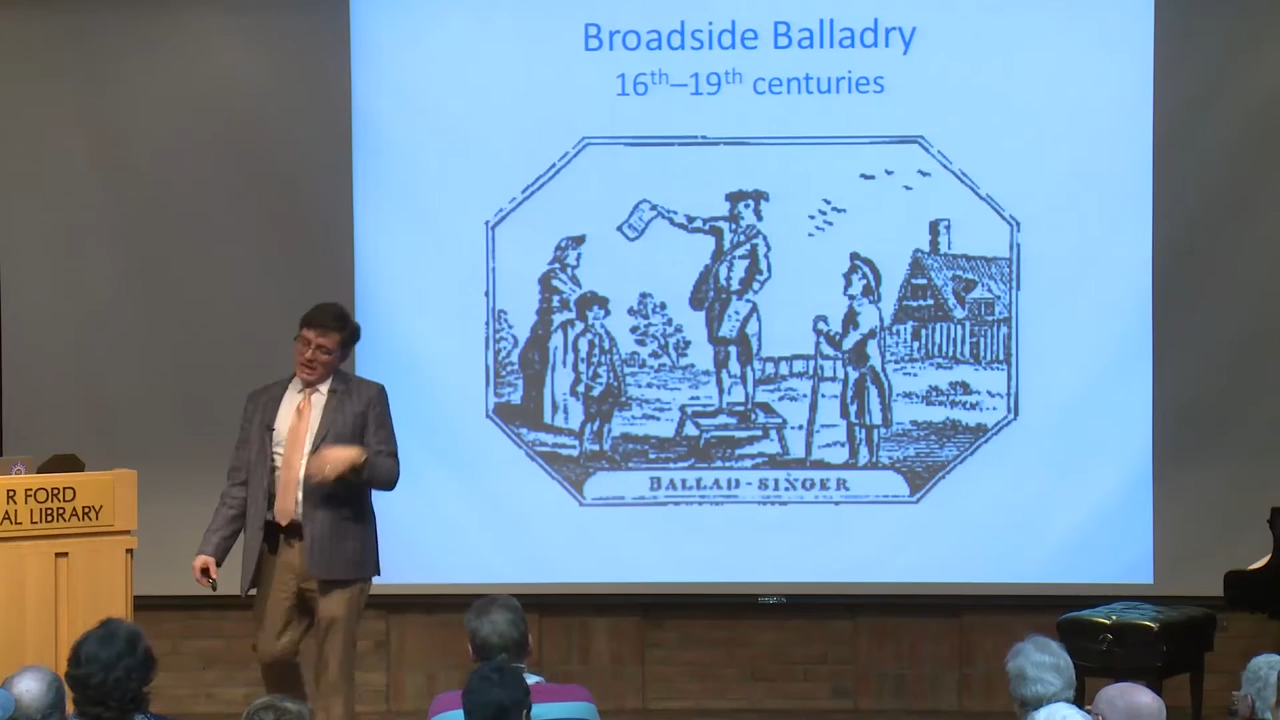 Broadside Balladry
16th–19th centuries
BALLAD-SINGER
R FORD
AL LIBRARY